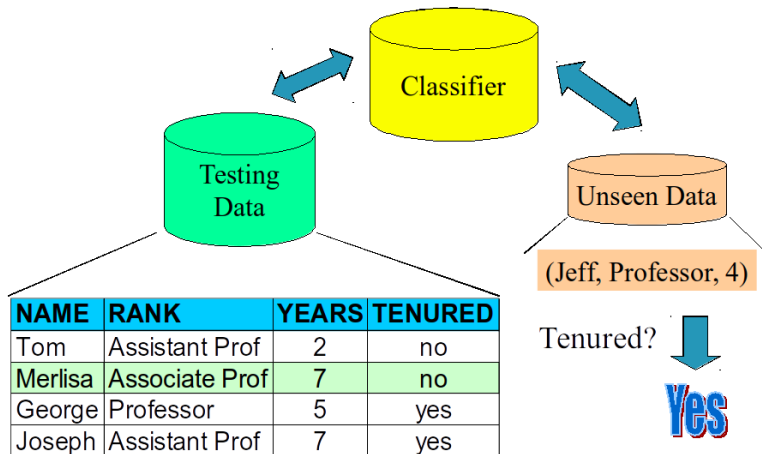 Classifier
Testing
Data
Unseen Data
(Jeff, Professor, 4)
NAME RANK YEARS TENURED
Tom Assistant Prof 2 no
Merlisa Associate Prof 7 no
George Professor 5 yes
Joseph Assistant Prof 7 yes
Tenured?
Yes